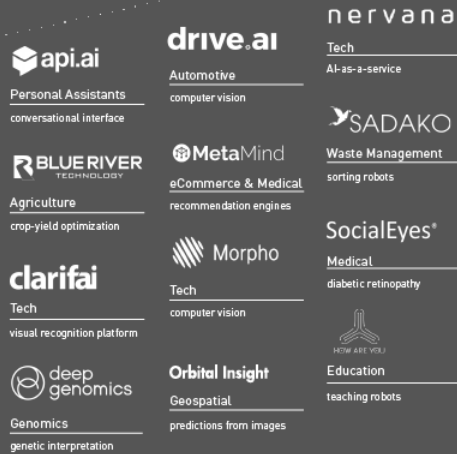 api.ai
Personal Assistants
conversational interface
BLUE RIVER
TECHNOLOGY
Agriculture
crop-yield optimization
clarifai
Tech
visual recognition platform
deep
genomics
Genomics
genetic interpretation
drive.ai
Automotive
computer vision
MetaMind
eCommerce & Medical
recommendation engines
Morpho
Tech
computer vision
Orbital Insight
Geospatial
predictions from images
nervana
Tech
AI-as-a-service
SADAKO
Waste Management
sorting robots
SocialEyes®
Medical
diabetic retinopathy
HOW ARE YOU
Education
teaching robots